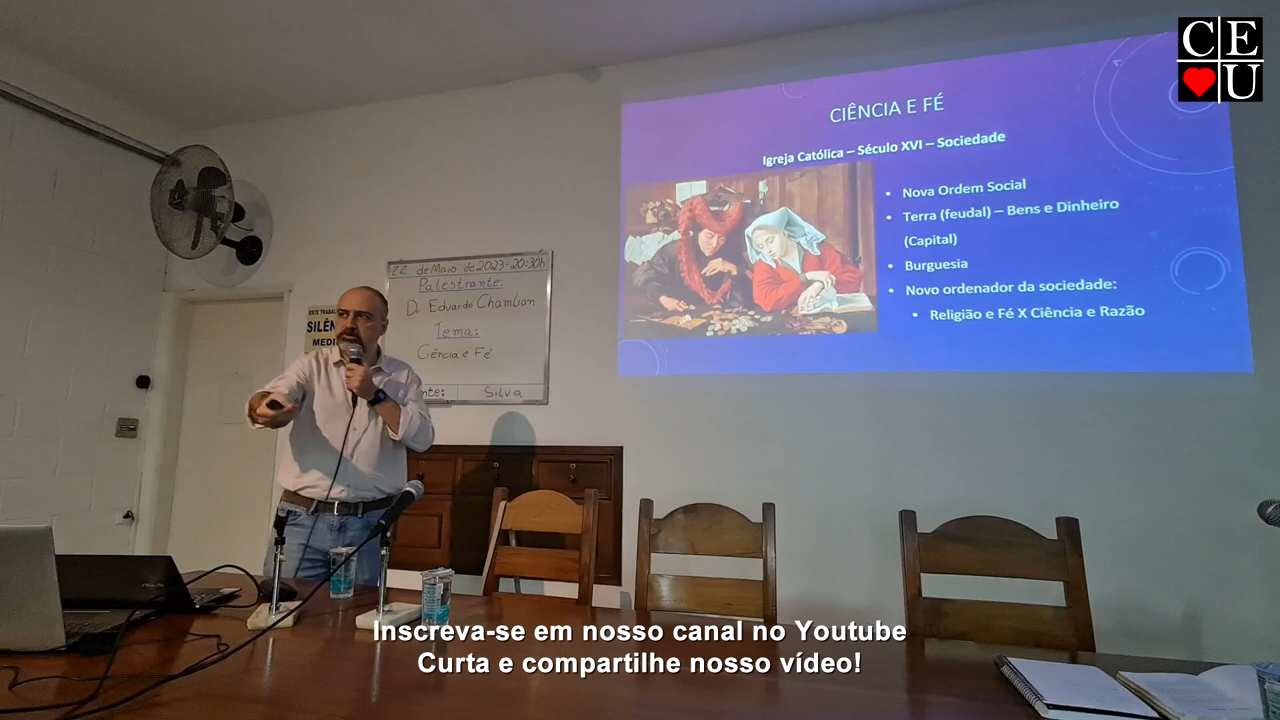 CE
U
CIÊNCIA E FÉ
Igreja Católica – Século XVI – Sociedade
• Nova Ordem Social
• Terra (feudal) – Bens e Dinheiro
(Capital)
• Burguesia
• Novo ordenador da sociedade:
• Religião e Fé X Ciência e Razão
22 de Maio de 2023-20:30h
Palestrante:
Dr Eduardo Chamlian
Tema:
Ciência e Fé
nte: Silva
ESTE TRABA
SILÊN
MEDI
Inscreva-se em nosso canal no Youtube
Curta e compartilhe nosso vídeo!